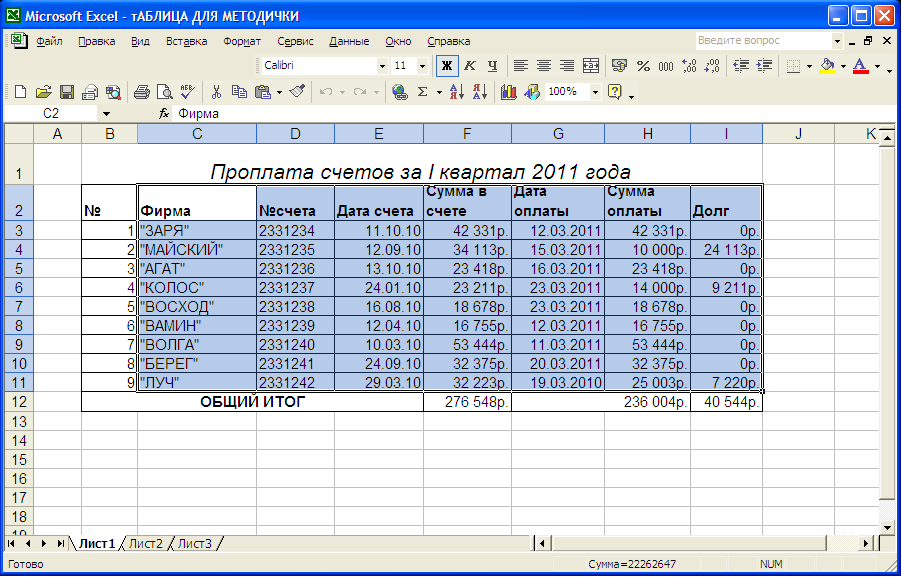 Microsoft Excel - тАБЛИЦА ДЛЯ МЕТОДИЧКИ
Файл Правка Вид Вставка Формат Сервис Данные Окно Справка Введите вопрос
Calibri 11 Ж К Ч % 000
100%
C2 fx Фирма
A B C D E F G H I J K
1 Проплата счетов за I квартал 2011 года
2 № Фирма №счета Дата счета Сумма в счете Дата оплаты Сумма оплаты Долг
3 1 "ЗАРЯ" 2331234 11.10.10 42 331р. 12.03.2011 42 331р. 0р.
4 2 "МАЙСКИЙ" 2331235 12.09.10 34 113р. 15.03.2011 10 000р. 24 113р.
5 3 "АГАТ" 2331236 13.10.10 23 418р. 16.03.2011 23 418р. 0р.
6 4 "КОЛОС" 2331237 24.01.10 23 211р. 23.03.2011 14 000р. 9 211р.
7 5 "ВОСХОД" 2331238 16.08.10 18 678р. 23.03.2011 18 678р. 0р.
8 6 "ВАМИН" 2331239 12.04.10 16 755р. 12.03.2011 16 755р. 0р.
9 7 "ВОЛГА" 2331240 10.03.10 53 444р. 11.03.2011 53 444р. 0р.
10 8 "БЕРЕГ" 2331241 24.09.10 32 375р. 20.03.2011 32 375р. 0р.
11 9 "ЛУЧ" 2331242 29.03.10 32 223р. 19.03.2010 25 003р. 7 220р.
12 ОБЩИЙ ИТОГ 276 548р. 236 004р. 40 544р.
13
14
15
16
17
18
19
Лист1 Лист2 Лист3
Готово Сумма=22262647 NUM